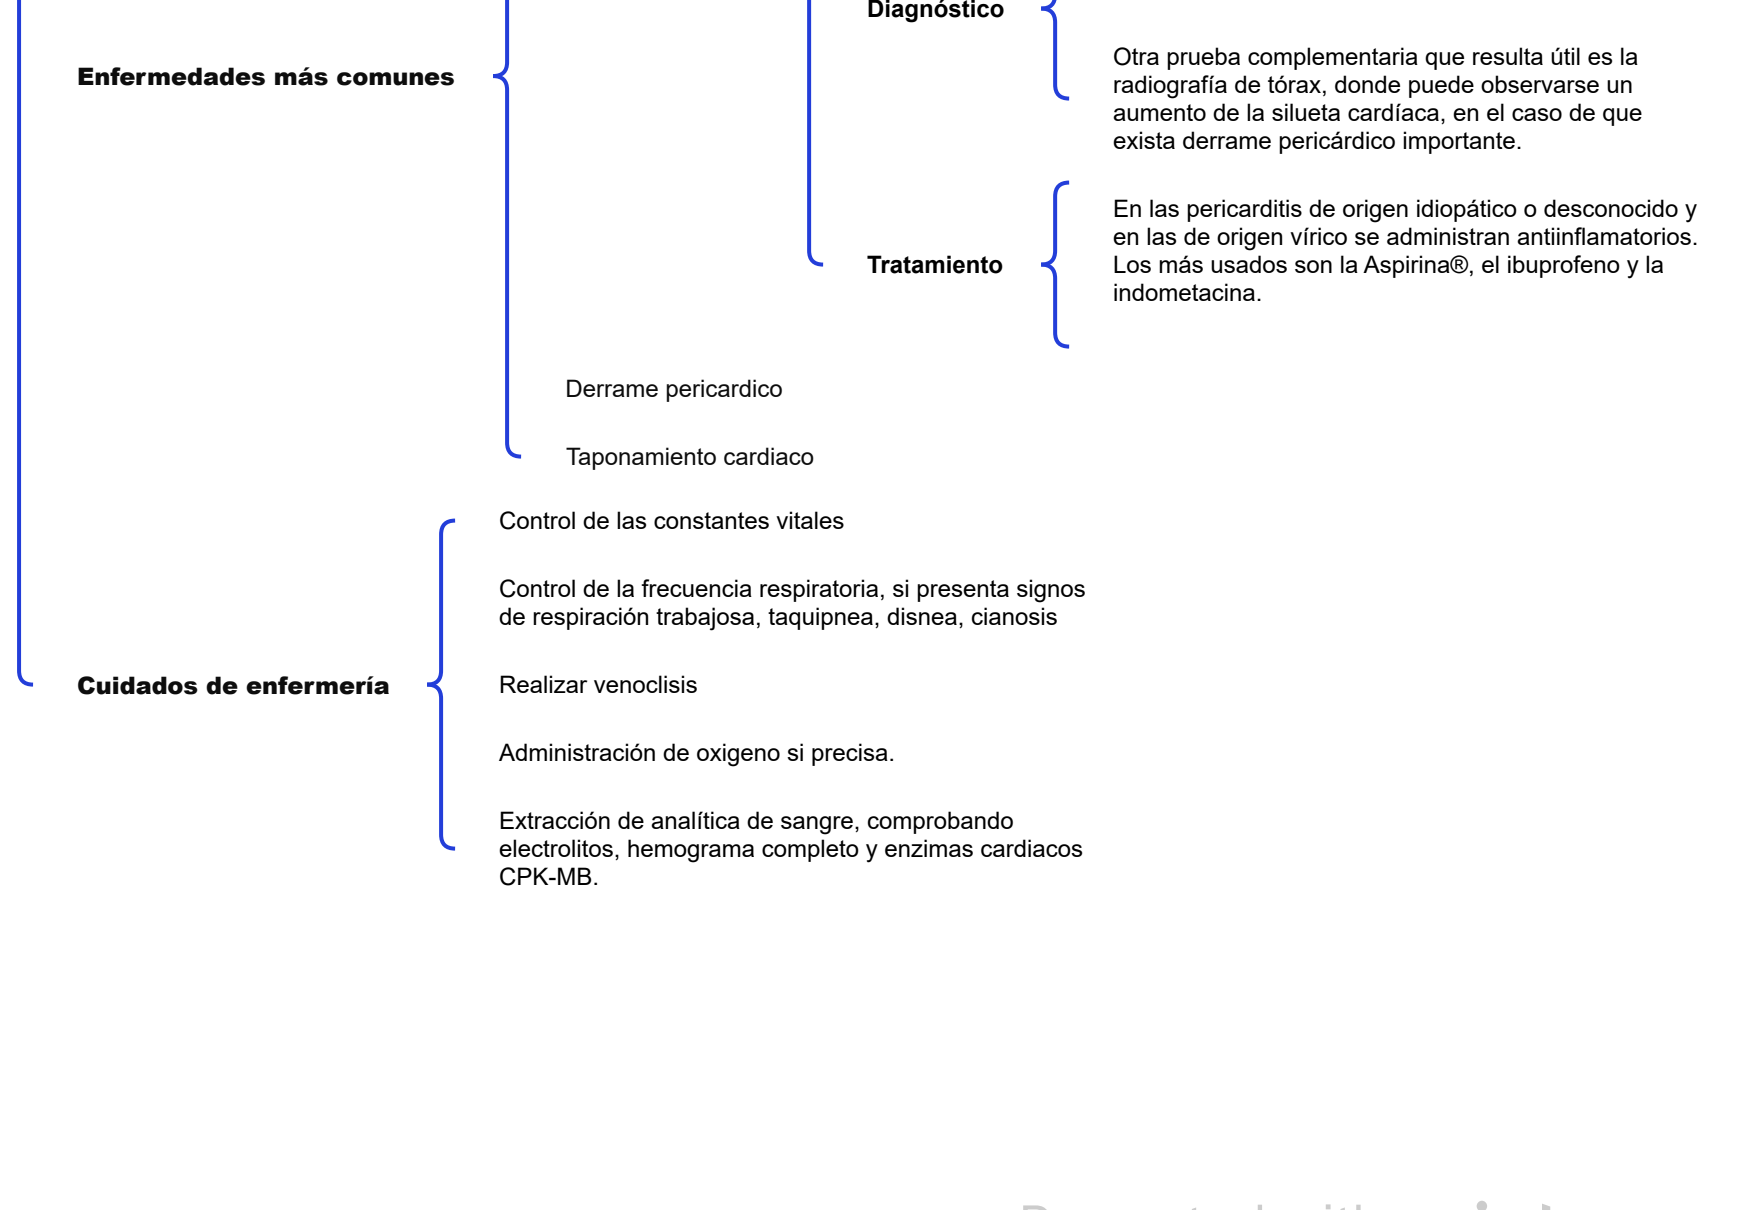 Diagnóstico
Enfermedades más comunes
Otra prueba complementaria que resulta útil es la
radiografía de tórax, donde puede observarse un
aumento de la silueta cardíaca, en el caso de que
exista derrame pericárdico importante.
Tratamiento
En las pericarditis de origen idiopático o desconocido y
en las de origen vírico se administran antiinflamatorios.
Los más usados son la Aspirina®, el ibuprofeno y la
indometacina.
Derrame pericardico
Taponamiento cardiaco
Cuidados de enfermería
Control de las constantes vitales
Control de la frecuencia respiratoria, si presenta signos
de respiración trabajosa, taquipnea, disnea, cianosis
Realizar venoclisis
Administración de oxigeno si precisa.
Extracción de analítica de sangre, comprobando
electrolitos, hemograma completo y enzimas cardiacos
CPK-MB.